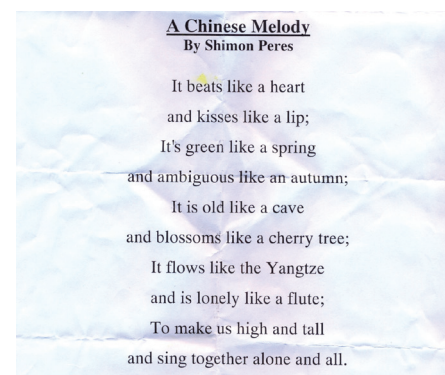 A Chinese Melody
By Shimon Peres
It beats like a heart
and kisses like a lip;
It's green like a spring
and ambiguous like an autumn;
It is old like a cave
and blossoms like a cherry tree;
It flows like the Yangtze
and is lonely like a flute;
To make us high and tall
and sing together alone and all.